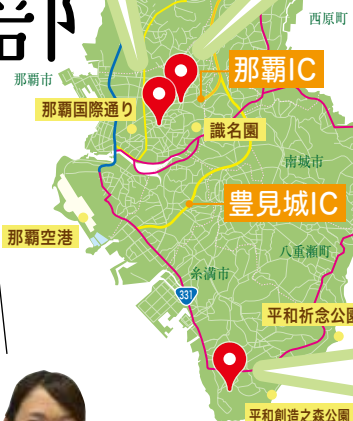 部
西原町
那覇市
那覇IC
那覇国際通り
識名園
南城市
豊見城IC
那覇空港
八重瀬町
糸満市
331
平和祈念公園
平和創造之森公園